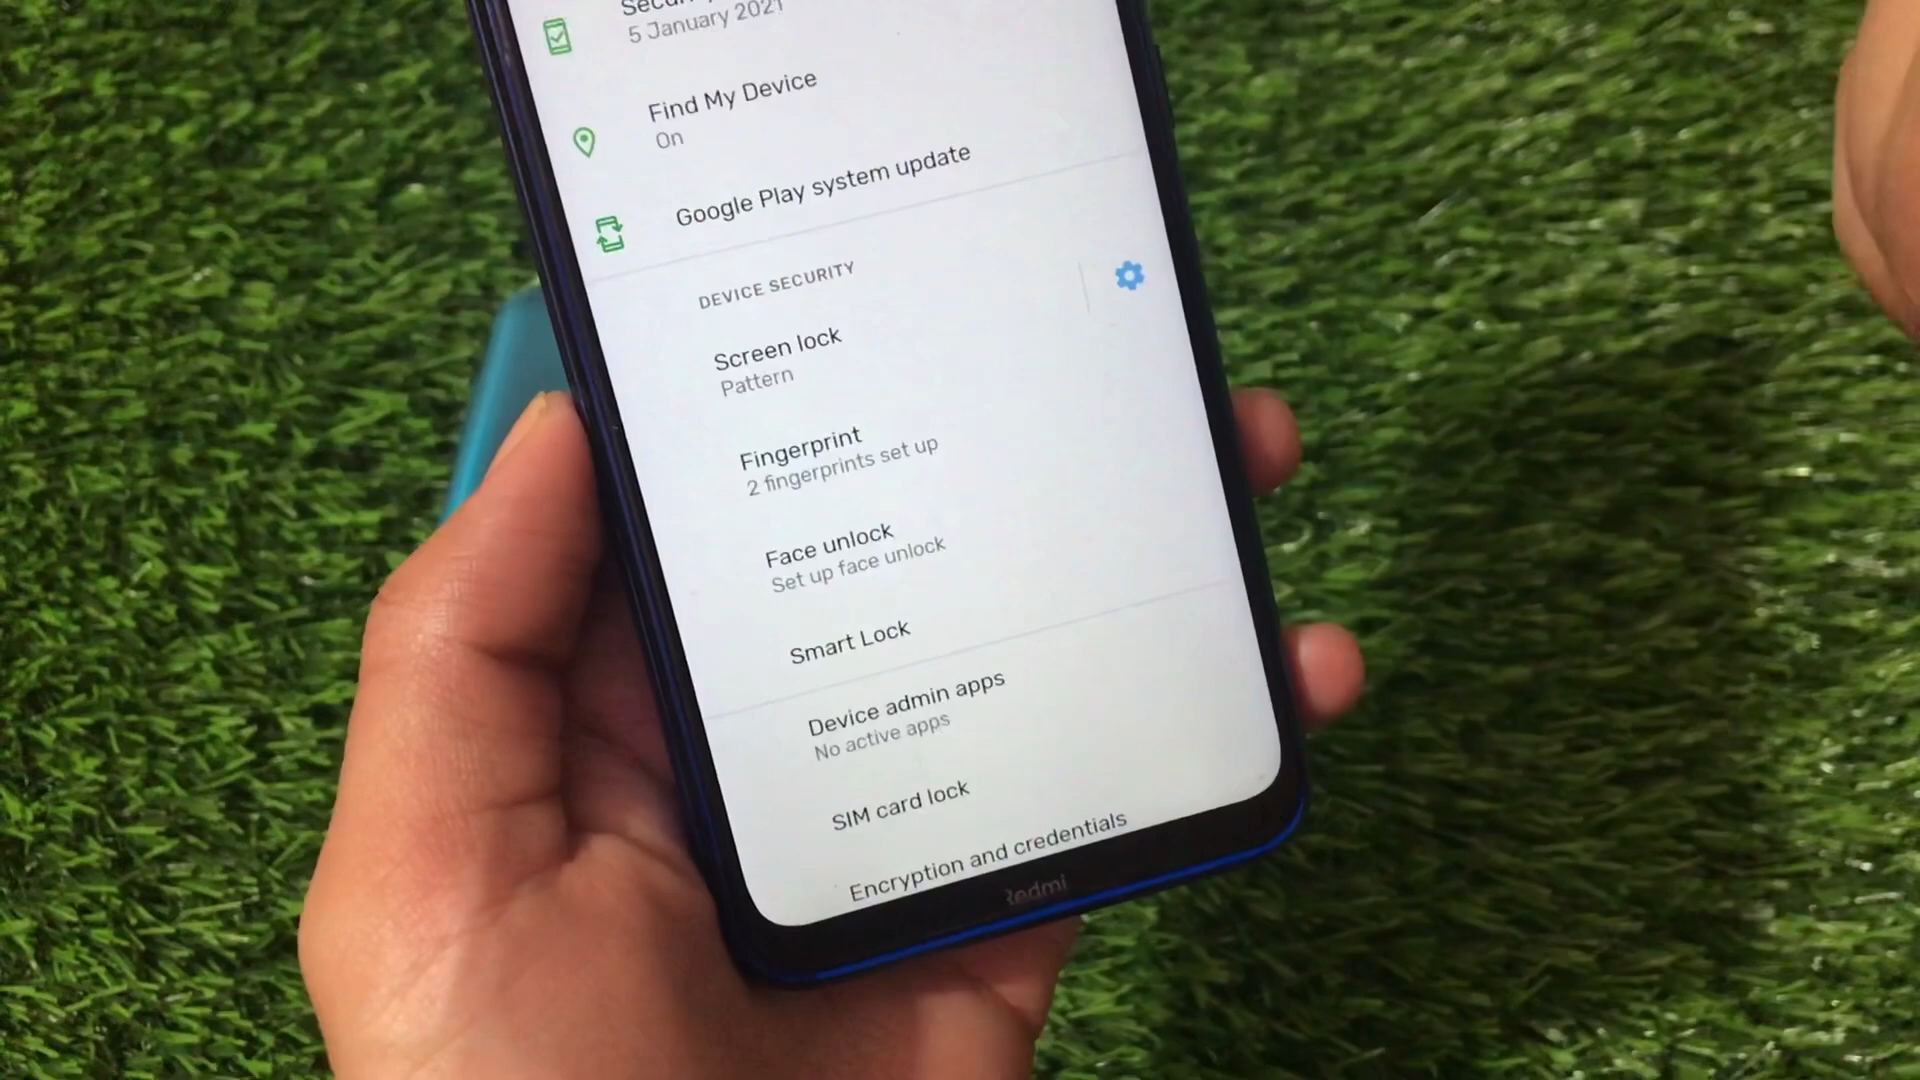 5 January 2021
Find My Device
On
Google Play system update
DEVICE SECURITY
Screen lock
Pattern
Fingerprint
2 fingerprints set up
Face unlock
Set up face unlock
Smart Lock
Device admin apps
No active apps
SIM card lock
Encryption and credentials
Redmi